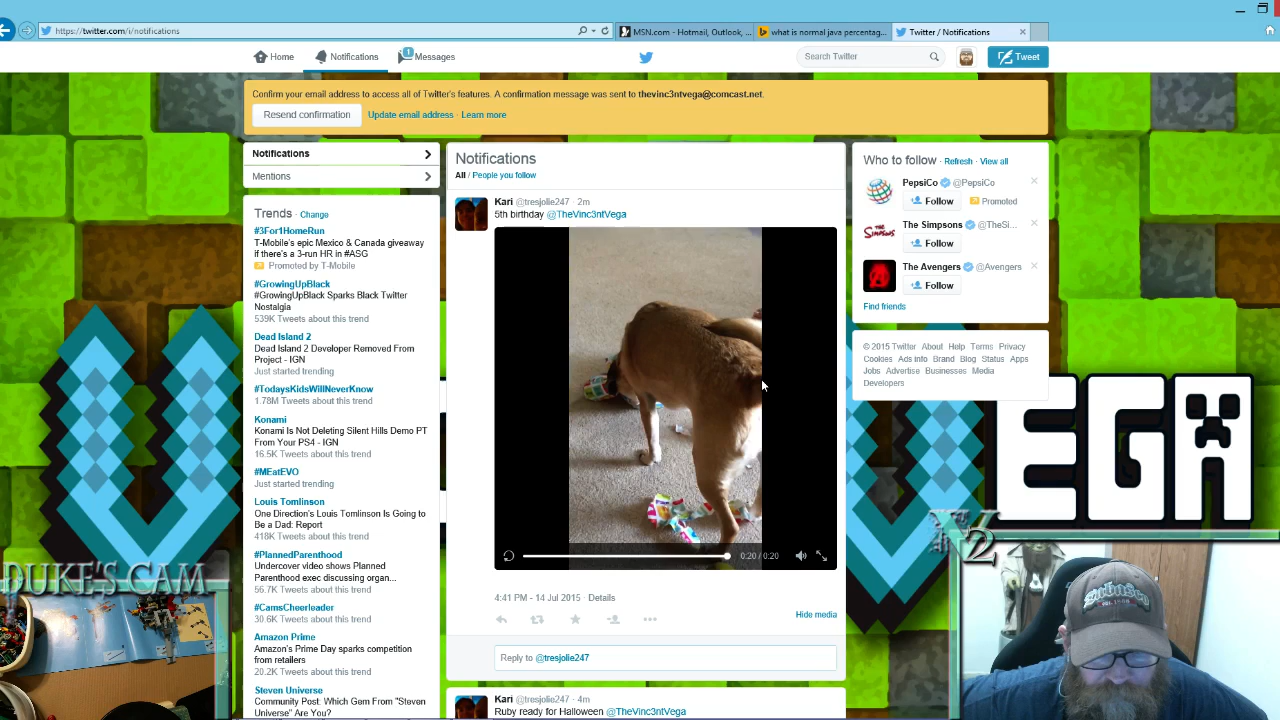 https://twitter.com/i/notifications
MSN.com - Hotmail, Outlook, ...
what is normal java percentag...
Twitter / Notifications
Home
Notifications
1
Messages
Search Twitter
Tweet
Confirm your email address to access all of Twitter's features. A confirmation message was sent to thevinc3ntvega@comcast.net.
Resend confirmation
Update email address · Learn more
Notifications
Mentions
Trends · Change
#3For1HomeRun
T-Mobile's epic Mexico & Canada giveaway
if there's a 3-run HR in #ASG
Promoted by T-Mobile
#GrowingUpBlack
#GrowingUpBlack Sparks Black Twitter
Nostalgia
539K Tweets about this trend
Dead Island 2
Dead Island 2 Developer Removed From
Project - IGN
Just started trending
#TodaysKidsWillNeverKnow
1.78M Tweets about this trend
Konami
Konami Is Not Deleting Silent Hills Demo PT
From Your PS4 - IGN
16.5K Tweets about this trend
#MEatEVO
Just started trending
Louis Tomlinson
One Direction's Louis Tomlinson Is Going to
Be a Dad: Report
418K Tweets about this trend
#PlannedParenthood
Undercover video shows Planned
Parenthood exec discussing organ...
56.7K Tweets about this trend
#CamsCheerleader
30.6K Tweets about this trend
Amazon Prime
Amazon's Prime Day sparks competition
from retailers
20.2K Tweets about this trend
Steven Universe
Community Post: Which Gem From "Steven
Universe" Are You?
Notifications
All / People you follow
Kari @tresjolie247 · 2m
5th birthday @TheVinc3ntVega
0:20 / 0:20
4:41 PM - 14 Jul 2015 · Details
Hide media
Reply to @tresjolie247
Kari @tresjolie247 · 4m
Ruby ready for Halloween @TheVinc3ntVega
Who to follow · Refresh · View all
PepsiCo @PepsiCo
Follow
Promoted
The Simpsons @TheSi...
THE SIMPSONS
Follow
The Avengers @Avengers
Follow
Find friends
© 2015 Twitter About Help Terms Privacy
Cookies Ads info Brand Blog Status Apps
Jobs Advertise Businesses Media
Developers
EGA
DUKE'S CAM
V2